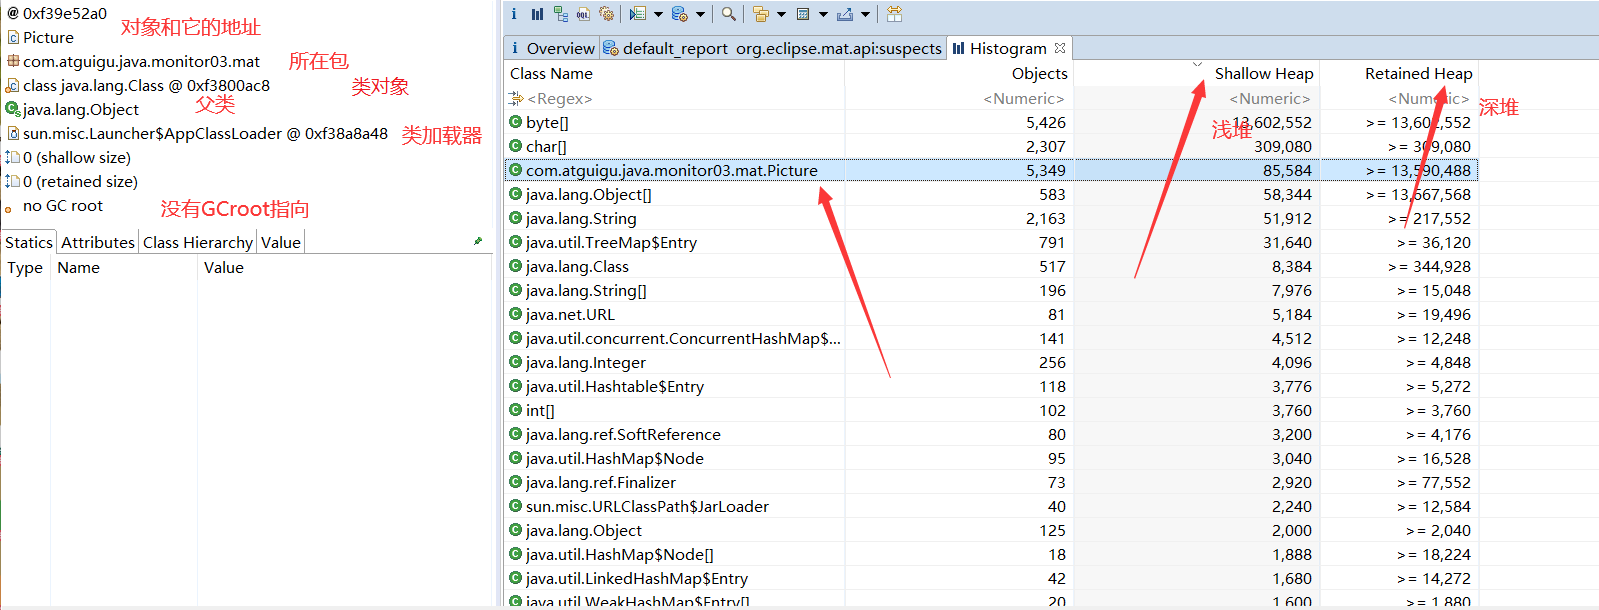 @ 0xf39e52a0
对象和它的地址
Picture
com.atguigu.java.monitor03.mat 所在包
class java.lang.Class @ 0xf3800ac8 类对象
java.lang.Object 父类
sun.misc.Launcher$AppClassLoader @ 0xf38a8a48 类加载器
0 (shallow size)
0 (retained size)
no GC root 没有GCroot指向
Statics Attributes Class Hierarchy Value
Type Name Value
Overview default_report org.eclipse.mat.api:suspects Histogram
Class Name Objects Shallow Heap Retained Heap
<Regex> <Numeric> <Numeric> <Numeric>
浅堆 深堆
byte[] 5,426 13,602,552 >= 13,602,552
char[] 2,307 309,080 >= 309,080
com.atguigu.java.monitor03.mat.Picture 5,349 85,584 >= 13,590,488
java.lang.Object[] 583 58,344 >= 13,667,568
java.lang.String 2,163 51,912 >= 217,552
java.util.TreeMap$Entry 791 31,640 >= 36,120
java.lang.Class 517 8,384 >= 344,928
java.lang.String[] 196 7,976 >= 15,048
java.net.URL 81 5,184 >= 19,496
java.util.concurrent.ConcurrentHashMap$... 141 4,512 >= 12,248
java.lang.Integer 256 4,096 >= 4,848
java.util.Hashtable$Entry 118 3,776 >= 5,272
int[] 102 3,760 >= 3,760
java.lang.ref.SoftReference 80 3,200 >= 4,176
java.util.HashMap$Node 95 3,040 >= 16,528
java.lang.ref.Finalizer 73 2,920 >= 77,552
sun.misc.URLClassPath$JarLoader 40 2,240 >= 12,584
java.lang.Object 125 2,000 >= 2,040
java.util.HashMap$Node[] 18 1,888 >= 18,224
java.util.LinkedHashMap$Entry 42 1,680 >= 14,272
java.util.WeakHashMap$Entry[] 20 1,600 >= 1,880